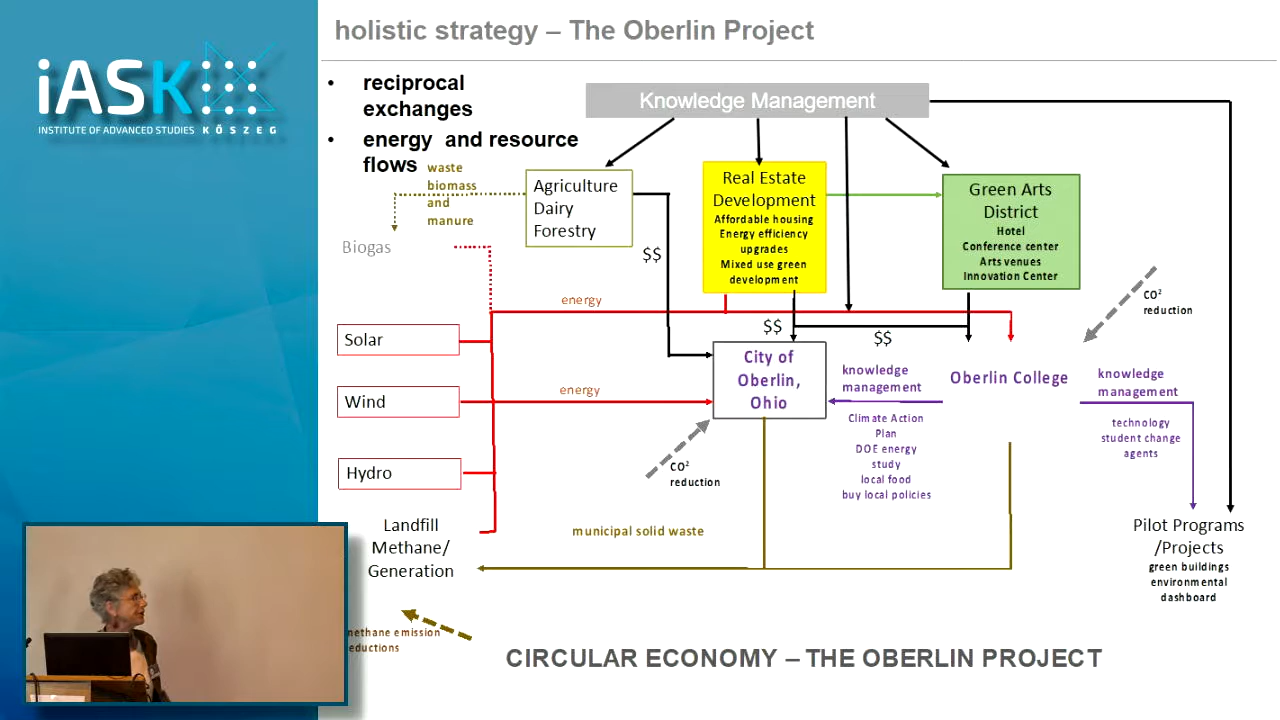 holistic strategy – The Oberlin Project
iASK
INSTITUTE OF ADVANCED STUDIES KŐSZEG
• reciprocal
exchanges
• energy and resource
flows
Knowledge Management
waste
biomass
and
manure
Biogas
Agriculture
Dairy
Forestry
$$
Real Estate
Development
Affordable housing
Energy efficiency
upgrades
Mixed use green
development
Green Arts
District
Hotel
Conference center
Arts venues
Innovation Center
CO²
reduction
energy
$$
$$
Solar
Wind
Hydro
energy
City of
Oberlin,
Ohio
knowledge
management
Climate Action
Plan
DOE energy
study
local food
buy local policies
Oberlin College
knowledge
management
technology
student change
agents
CO²
reduction
Landfill
Methane/
Generation
municipal solid waste
Pilot Programs
/Projects
green buildings
environmental
dashboard
emission
CIRCULAR ECONOMY – THE OBERLIN PROJECT